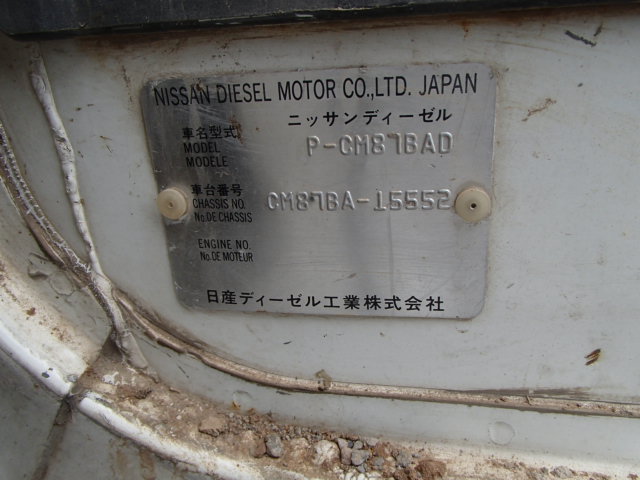 NISSAN DIESEL MOTOR CO.,LTD. JAPAN
ニッサンディーゼル
車名型式
MODEL P-CM87BAD
MODELE
車台番号
CHASSIS NO. CM87BA-15552
No.DE CHASSIS
ENGINE NO.
No.DE MOTEUR
日産ディーゼル工業株式会社